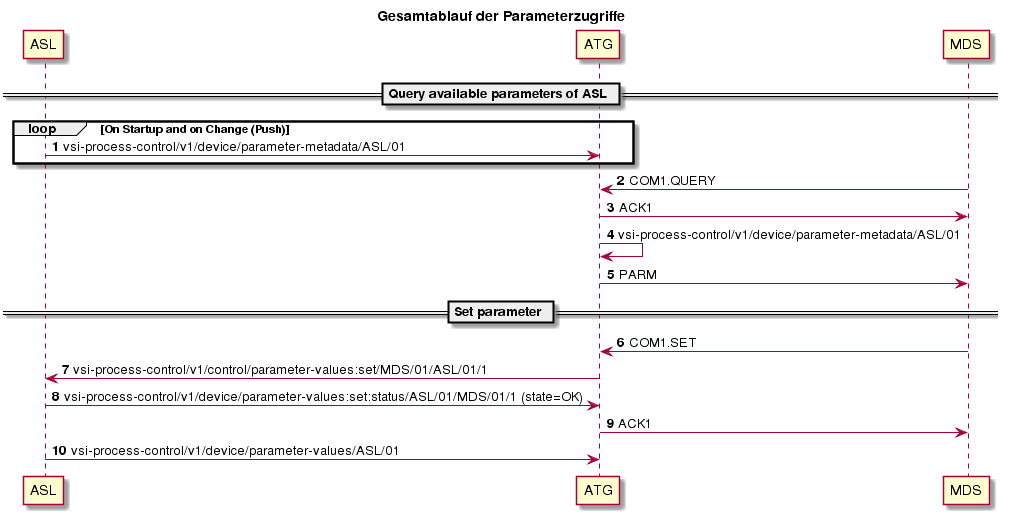 Gesamtablauf der Parameterzugriffe
ASL ATG MDS
Query available parameters of ASL
loop [On Startup and on Change (Push)]
1 vsi-process-control/v1/device/parameter-metadata/ASL/01
2 COM1.QUERY
3 ACK1
4 vsi-process-control/v1/device/parameter-metadata/ASL/01
5 PARM
Set parameter
6 COM1.SET
7 vsi-process-control/v1/control/parameter-values:set/MDS/01/ASL/01/1
8 vsi-process-control/v1/device/parameter-values:set:status/ASL/01/MDS/01/1 (state=OK)
9 ACK1
10 vsi-process-control/v1/device/parameter-values/ASL/01
ASL ATG MDS